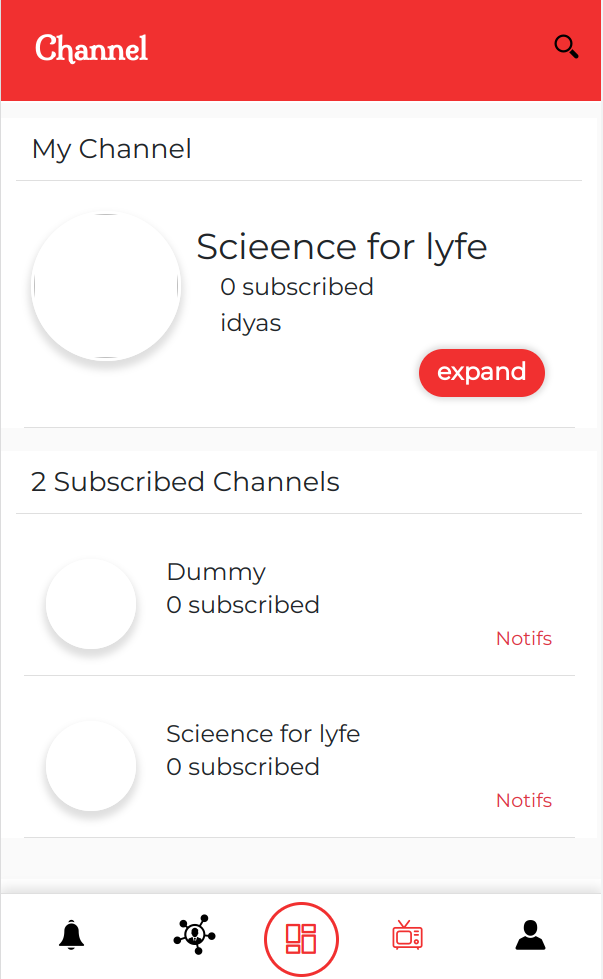 Channel
My Channel
Scieence for lyfe
0 subscribed
idyas
expand
2 Subscribed Channels
Dummy
0 subscribed
Notifs
Scieence for lyfe
0 subscribed
Notifs